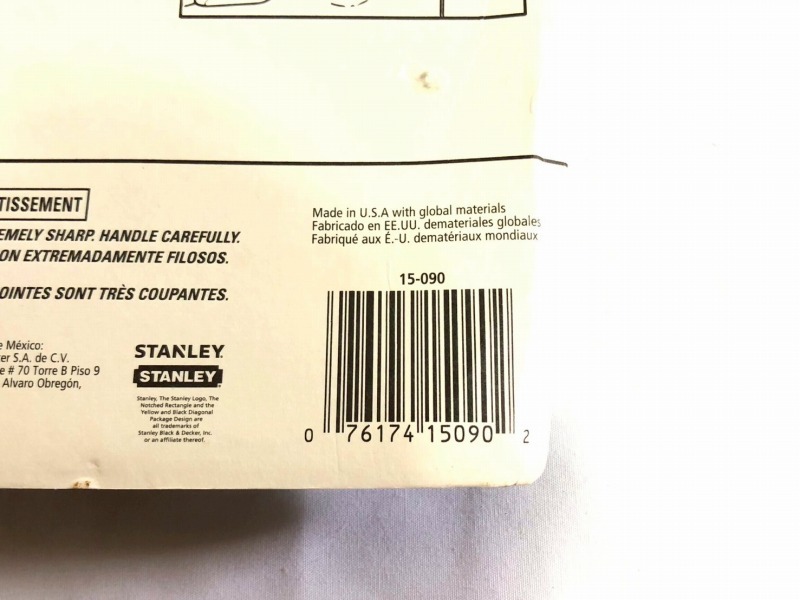 TISSEMENT
EMELY SHARP. HANDLE CAREFULLY.
ON EXTREMADAMENTE FILOSOS.
OINTES SONT TRÈS COUPANTES.
e México:
er S.A. de C.V.
e # 70 Torre B Piso 9
Alvaro Obregón,
STANLEY
STANLEY
Stanley, The Stanley Logo, The
Notched Rectangle and the
Yellow and Black Diagonal
Package Design are
all trademarks of
Stanley Black & Decker, Inc.
or an affiliate thereof.
Made in U.S.A with global materials
Fabricado en EE.UU. demateriales globales
Fabriqué aux É.-U. dematériaux mondiaux
15-090
0 76174 15090 2